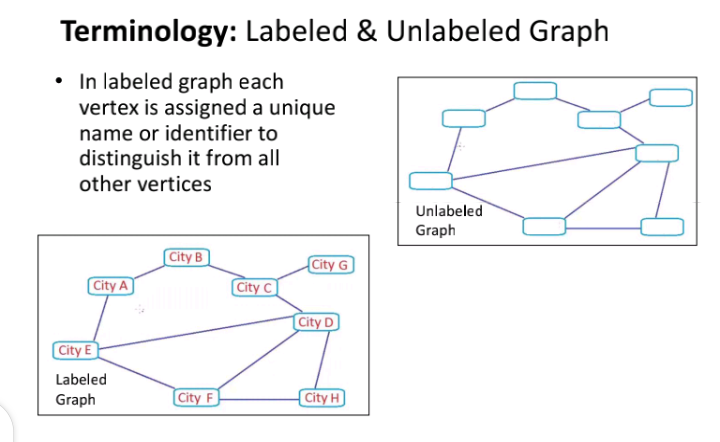 Terminology: Labeled & Unlabeled Graph
• In labeled graph each
vertex is assigned a unique
name or identifier to
distinguish it from all
other vertices
Unlabeled
Graph
City B
City G
City A
City C
City D
City E
Labeled
Graph
City F
City H